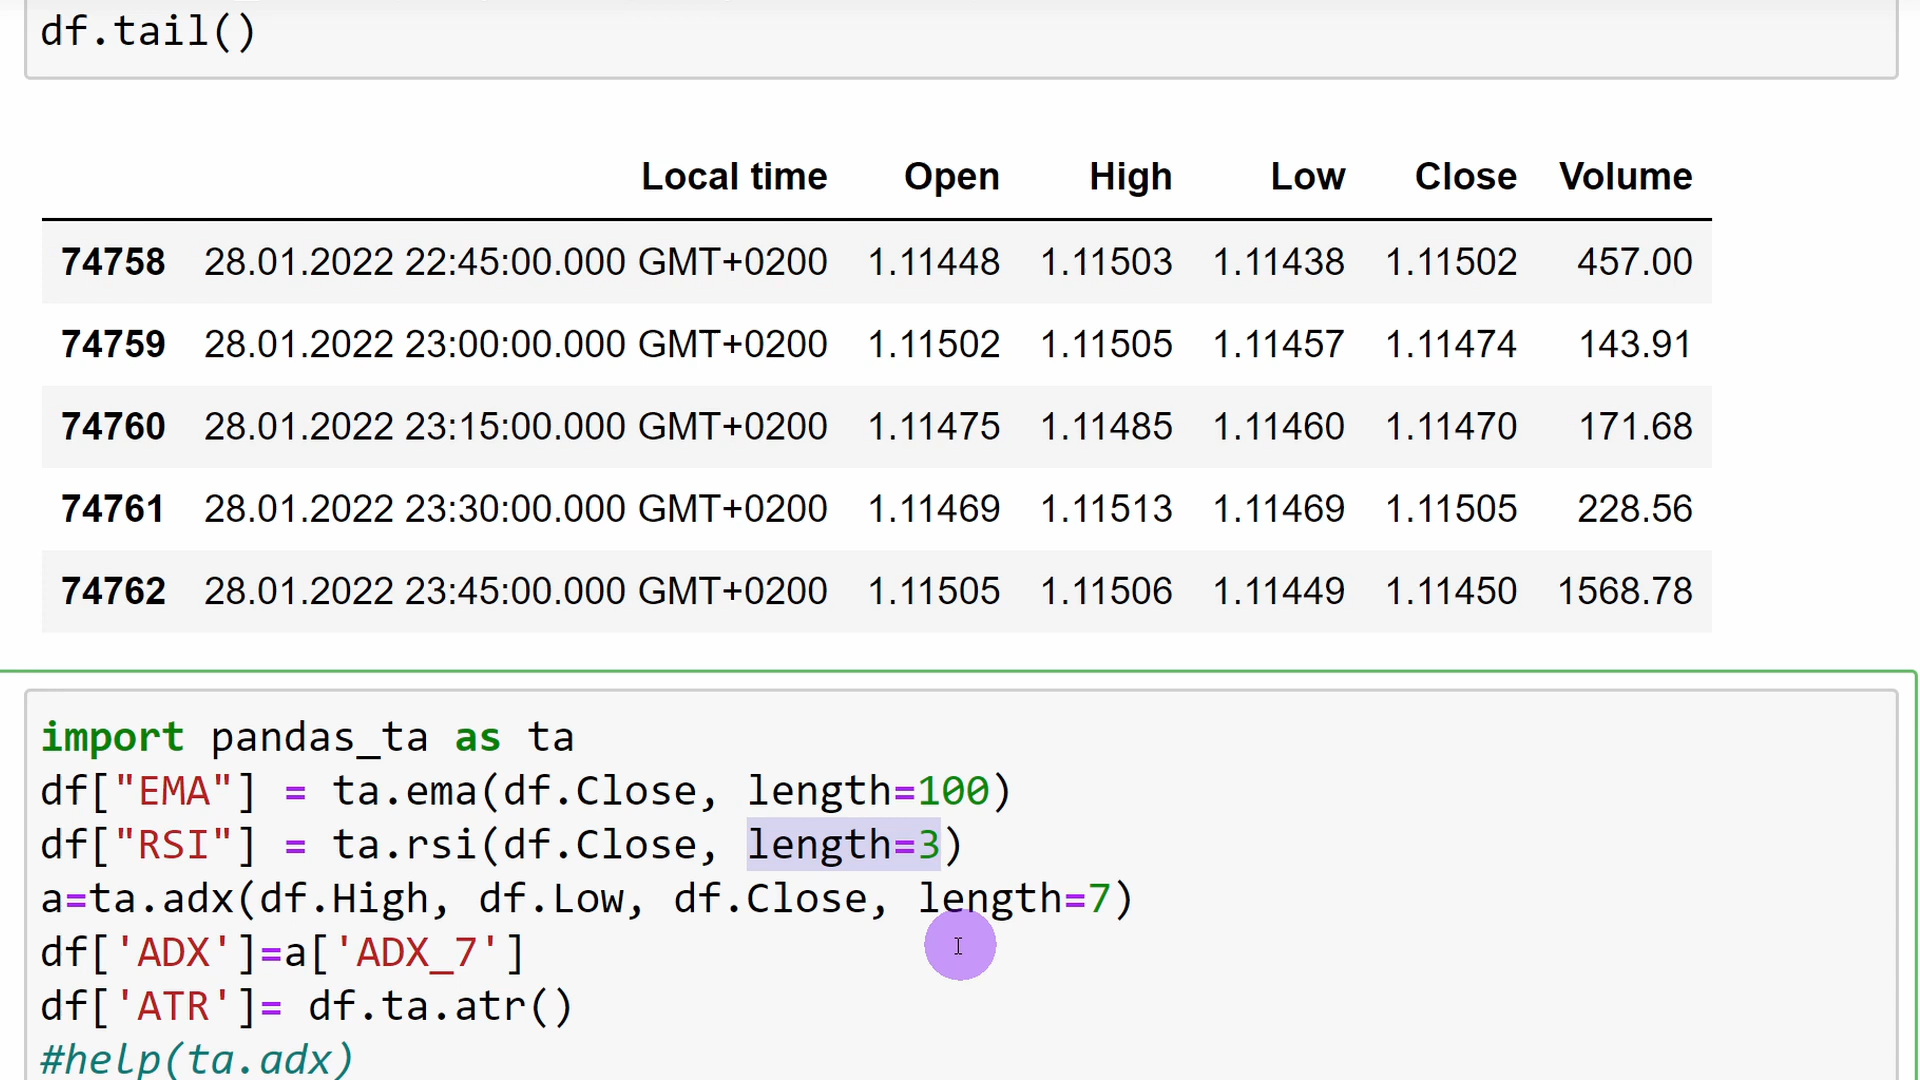 df.tail()
Local time Open High Low Close Volume
74758 28.01.2022 22:45:00.000 GMT+0200 1.11448 1.11503 1.11438 1.11502 457.00
74759 28.01.2022 23:00:00.000 GMT+0200 1.11502 1.11505 1.11457 1.11474 143.91
74760 28.01.2022 23:15:00.000 GMT+0200 1.11475 1.11485 1.11460 1.11470 171.68
74761 28.01.2022 23:30:00.000 GMT+0200 1.11469 1.11513 1.11469 1.11505 228.56
74762 28.01.2022 23:45:00.000 GMT+0200 1.11505 1.11506 1.11449 1.11450 1568.78
import pandas_ta as ta
df["EMA"] = ta.ema(df.Close, length=100)
df["RSI"] = ta.rsi(df.Close, length=3)
a=ta.adx(df.High, df.Low, df.Close, length=7)
df['ADX']=a['ADX_7']
df['ATR']= df.ta.atr()
#help(ta.adx)